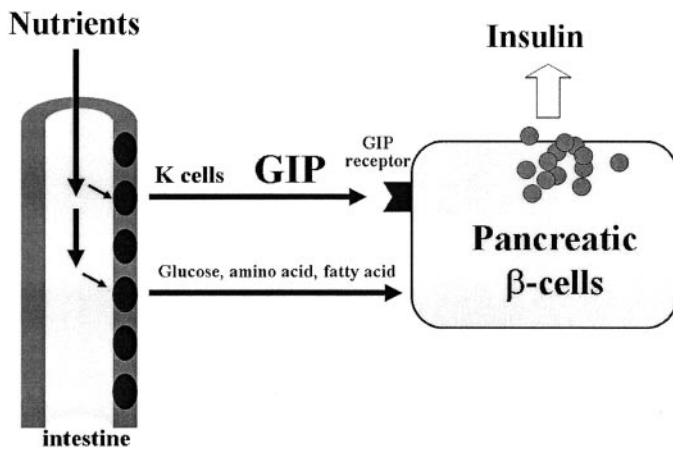 Nutrients
Insulin
GIP
receptor
K cells
GIP
Glucose, amino acid, fatty acid
Pancreatic
β-cells
intestine